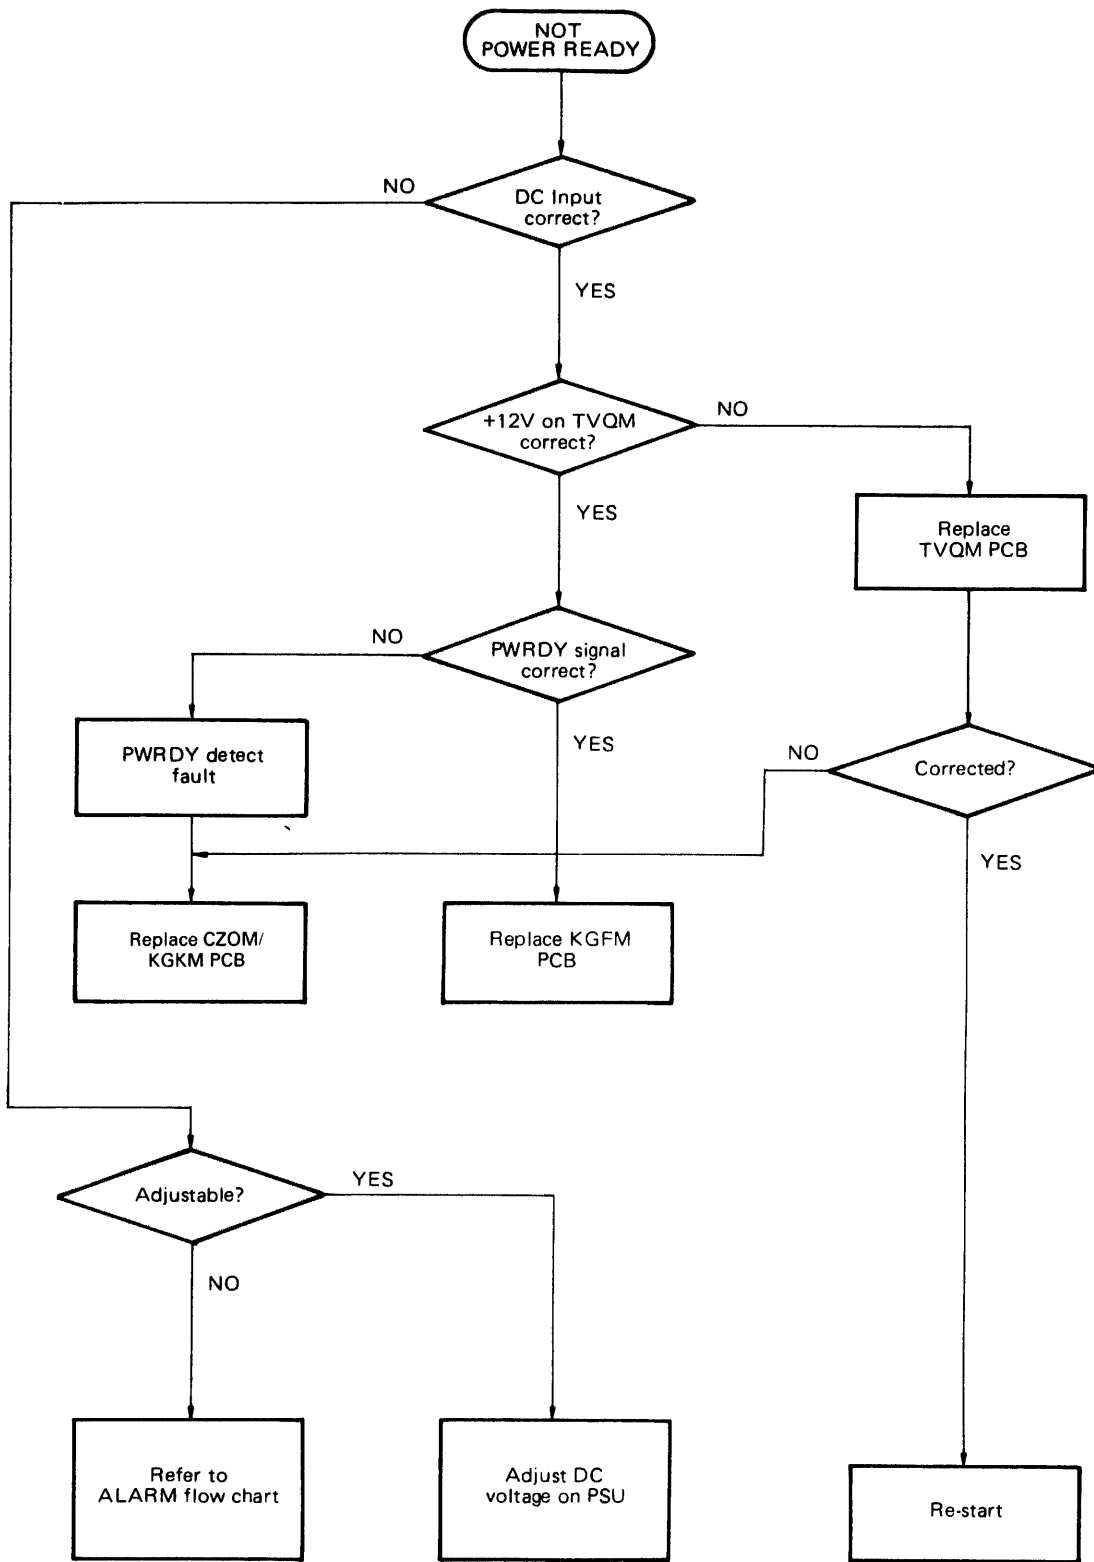 NOT
POWER READY
NO
DC Input
correct?
YES
+12V on TVQM
correct?
NO
YES
Replace
TVQM PCB
NO
PWRDY signal
correct?
PWRDY detect
fault
YES
NO
Corrected?
YES
Replace CZOM/
KGKM PCB
Replace KGFM
PCB
Adjustable?
YES
NO
Refer to
ALARM flow chart
Adjust DC
voltage on PSU
Re-start